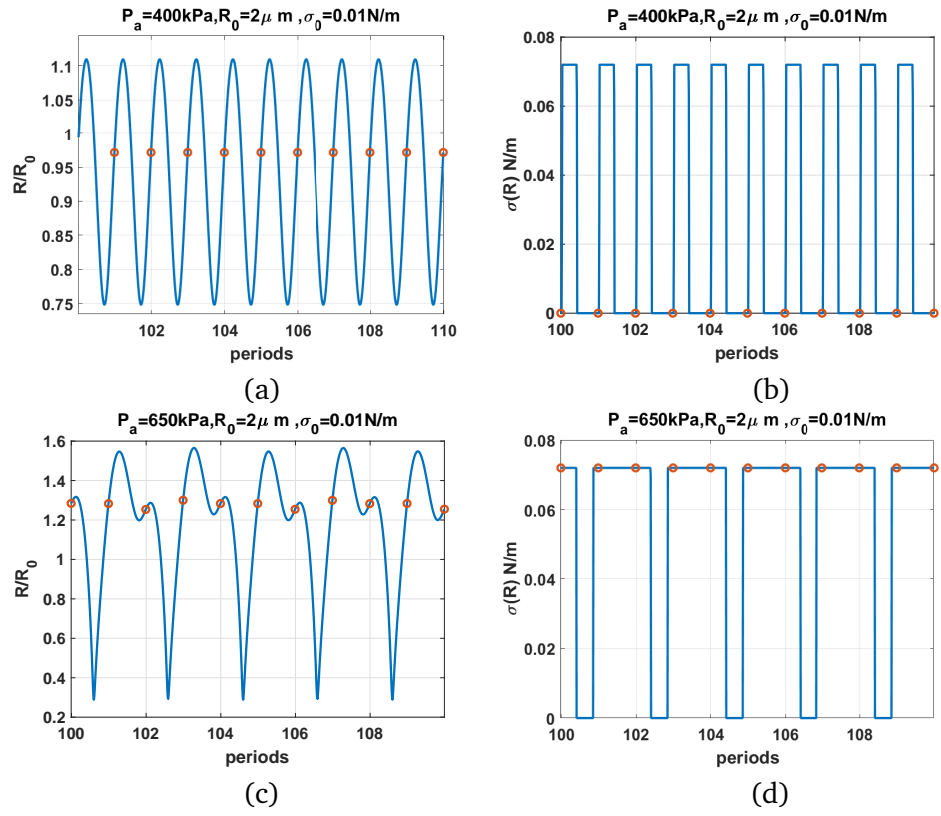 P_a=400kPa,R_0=2μ m ,σ_0=0.01N/m
R/R_0
1.1
1.05
1
0.95
0.9
0.85
0.8
0.75
102
104
106
108
110
periods
(a)
P_a=400kPa,R_0=2μ m ,σ_0=0.01N/m
σ(R) N/m
0.08
0.06
0.04
0.02
0
100
102
104
106
108
periods
(b)
P_a=650kPa,R_0=2μ m ,σ_0=0.01N/m
R/R_0
1.6
1.4
1.2
1
0.8
0.6
0.4
0.2
100
102
104
106
108
periods
(c)
P_a=650kPa,R_0=2μ m ,σ_0=0.01N/m
σ(R) N/m
0.08
0.06
0.04
0.02
0
100
102
104
106
108
periods
(d)